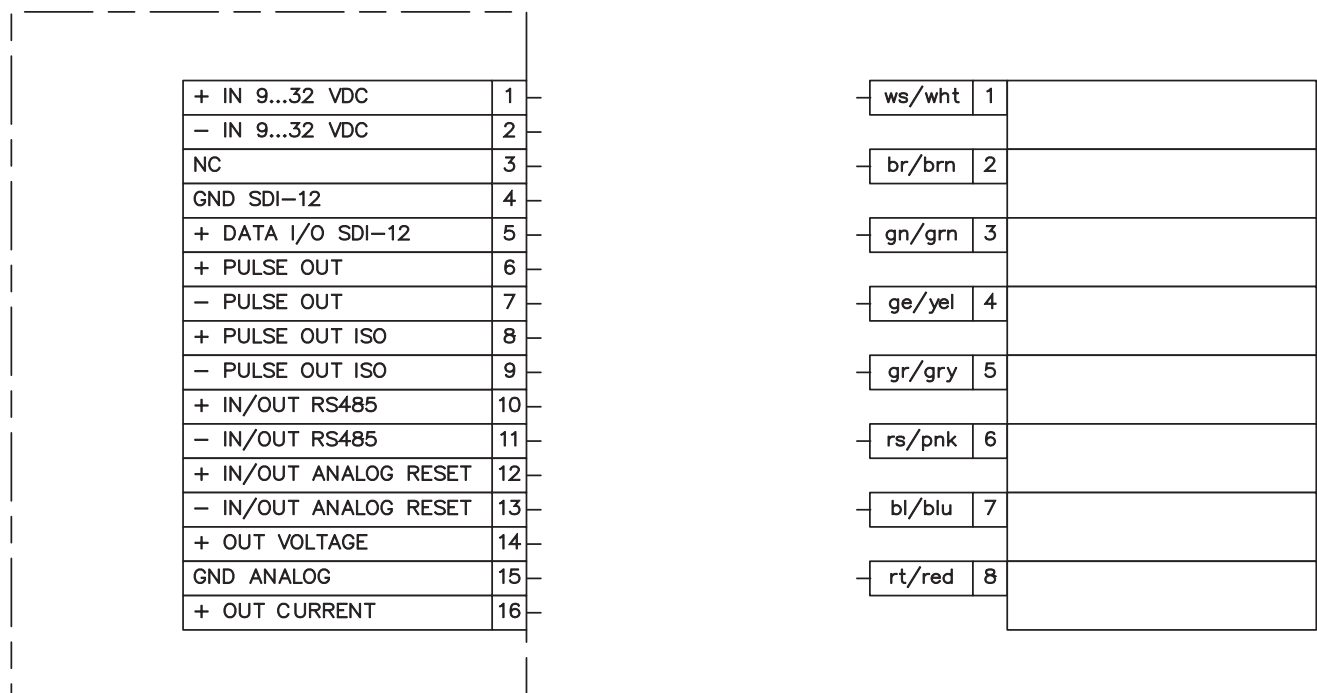 + IN 9...32 VDC 1
− IN 9...32 VDC 2
NC 3
GND SDI−12 4
+ DATA I/O SDI−12 5
+ PULSE OUT 6
− PULSE OUT 7
+ PULSE OUT ISO 8
− PULSE OUT ISO 9
+ IN/OUT RS485 10
− IN/OUT RS485 11
+ IN/OUT ANALOG RESET 12
− IN/OUT ANALOG RESET 13
+ OUT VOLTAGE 14
GND ANALOG 15
+ OUT CURRENT 16
ws/wht 1
br/brn 2
gn/grn 3
ge/yel 4
gr/gry 5
rs/pnk 6
bl/blu 7
rt/red 8